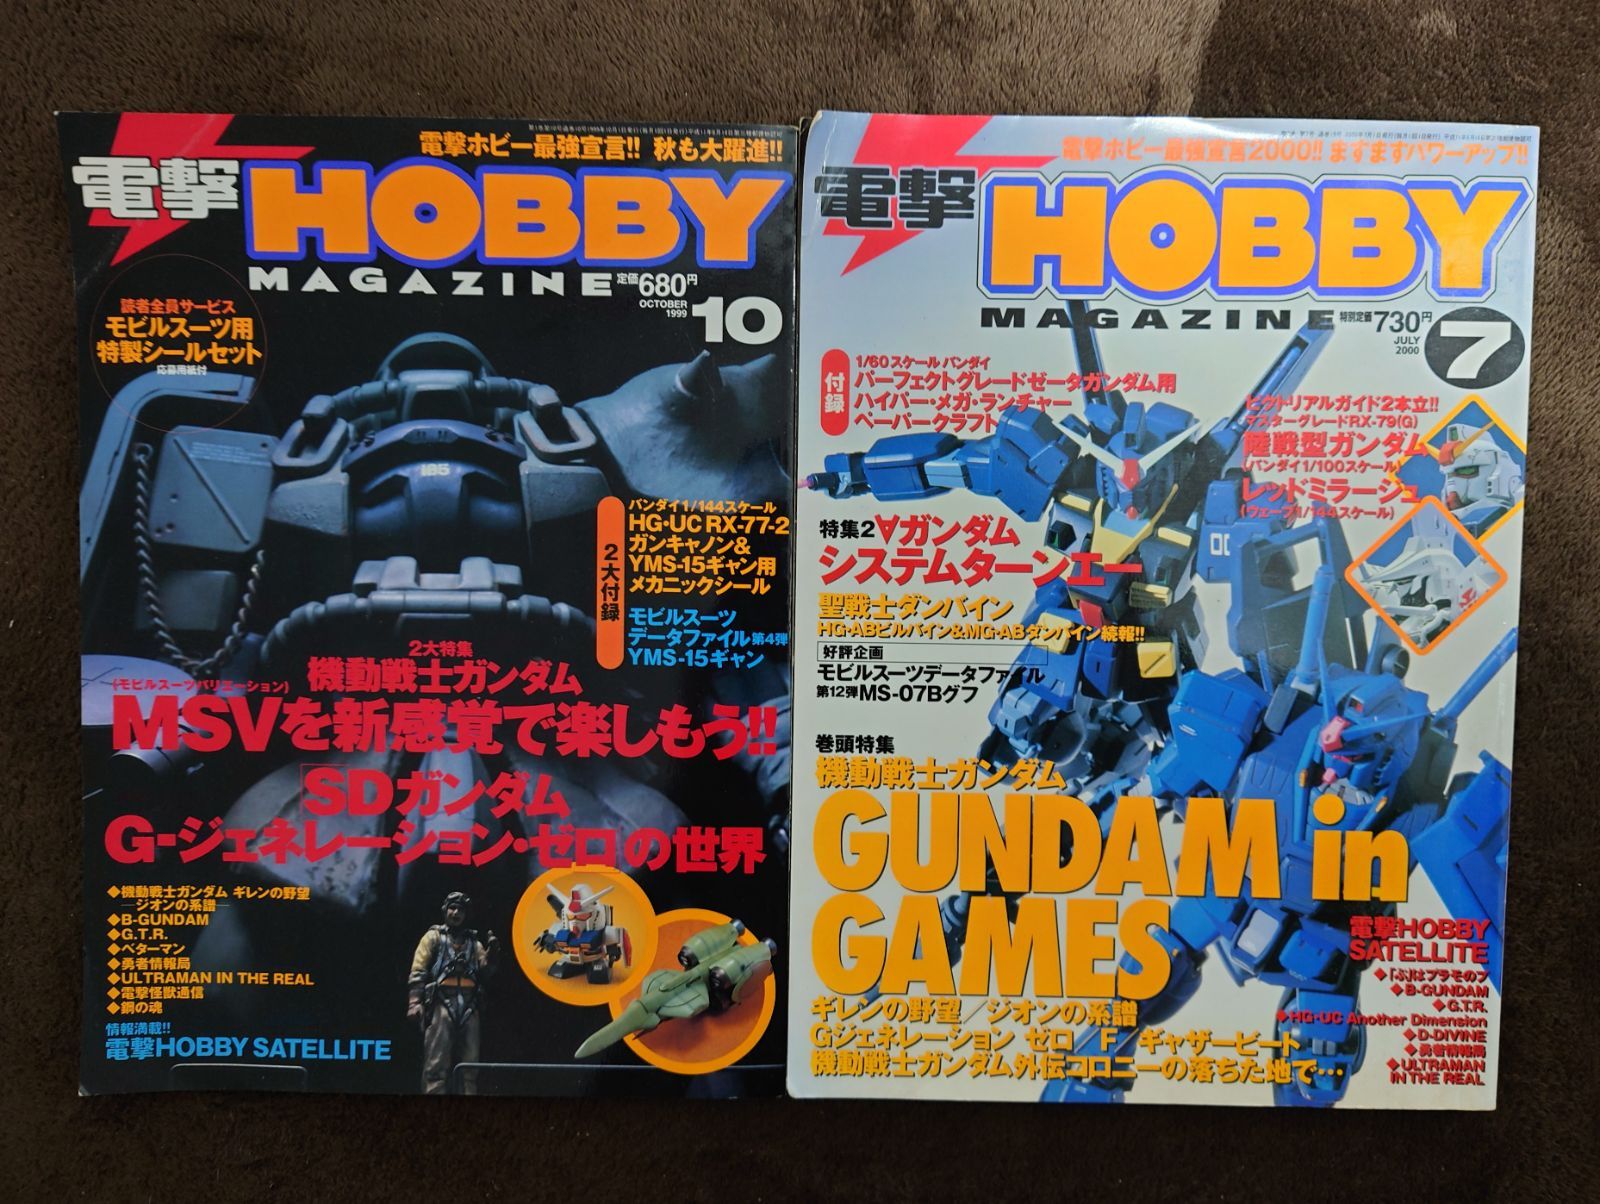 電撃ホビー最強宣言!! 秋も大躍進!!
電撃
HOBBY
MAGAZINE
定価680円
OCTOBER
1999
10
読者全員サービス
モビルスーツ用
特製シールセット
応募用紙付
185
2大付録
バンダイ1/144スケール
HG・UC RX-77-2
ガンキャノン&
YMS-15ギャン用
メカニックシール
モビルスーツ
データファイル 第4弾
YMS-15ギャン
2大特集
機動戦士ガンダム
(モビルスーツバリエーション)
MSVを新感覚で楽しもう!!
SDガンダム
G-ジェネレーション・ゼロの世界
◆機動戦士ガンダム ギレンの野望
—ジオンの系譜—
◆B-GUNDAM
◆G.T.R.
◆ベターマン
◆勇者情報局
◆ULTRAMAN IN THE REAL
◆電撃怪獣通信
◆鋼の魂
情報満載!!
電撃HOBBY SATELLITE
電撃ホビー最強宣言2000!! ますますパワーアップ!!
電撃
HOBBY
MAGAZINE
特別定価730円
JULY
2000
7
付録
1/60スケール バンダイ
パーフェクトグレードゼータガンダム用
ハイパー・メガ・ランチャー
ペーパークラフト
ピクトリアルガイド2本立!!
マスターグレードRX-79(G)
陸戦型ガンダム
(バンダイ1/100スケール)
レッドミラージュ
(ウェーブ1/144スケール)
特集2 ∀ガンダム
システムターンエー
聖戦士ダンバイン
HG・ABビルバイン&MG・ABダンバイン続報!!
好評企画
モビルスーツデータファイル
第12弾 MS-07Bグフ
巻頭特集
機動戦士ガンダム
GUNDAM in
GAMES
ギレンの野望/ジオンの系譜
Gジェネレーション ゼロ F/ギャザービート
機動戦士ガンダム外伝コロニーの落ちた地で…
電撃HOBBY
SATELLITE
◆「ぷ」はプラモのプ
◆B-GUNDAM
◆G.T.R.
◆HG・UC Another Dimension
◆D-DIVINE
◆勇者情報局
◆ULTRAMAN
IN THE REAL